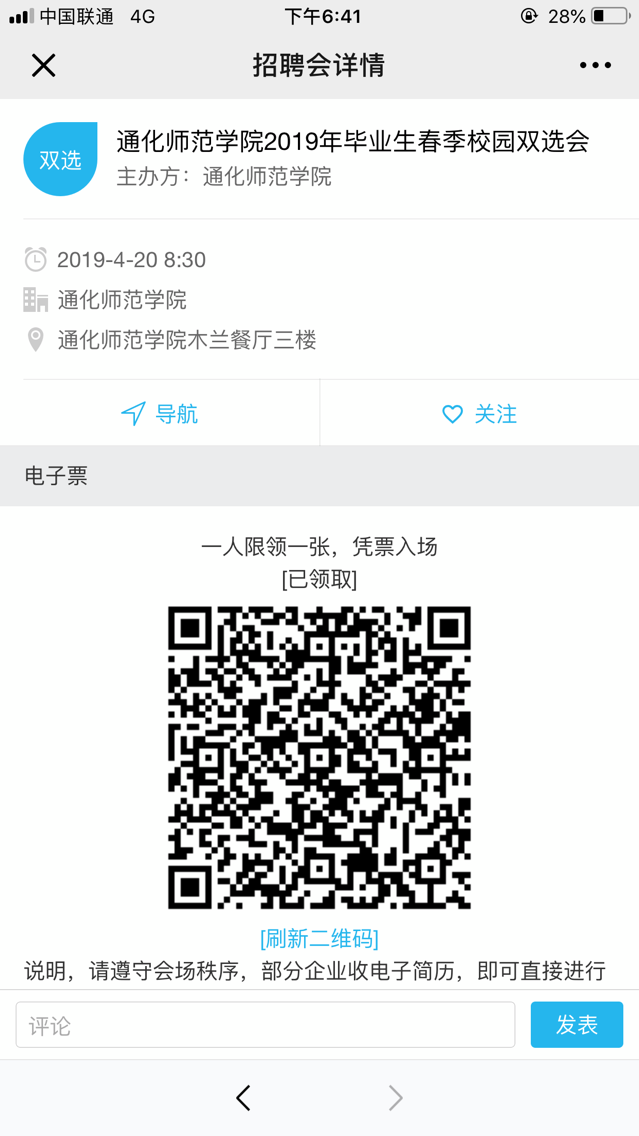 中国联通 4G 下午6:41 28%
招聘会详情
双选
通化师范学院2019年毕业生春季校园双选会
主办方：通化师范学院
2019-4-20 8:30
通化师范学院
通化师范学院木兰餐厅三楼
导航 关注
电子票
一人限领一张，凭票入场
[已领取]
[刷新二维码]
说明，请遵守会场秩序，部分企业收电子简历，即可直接进行
评论 发表